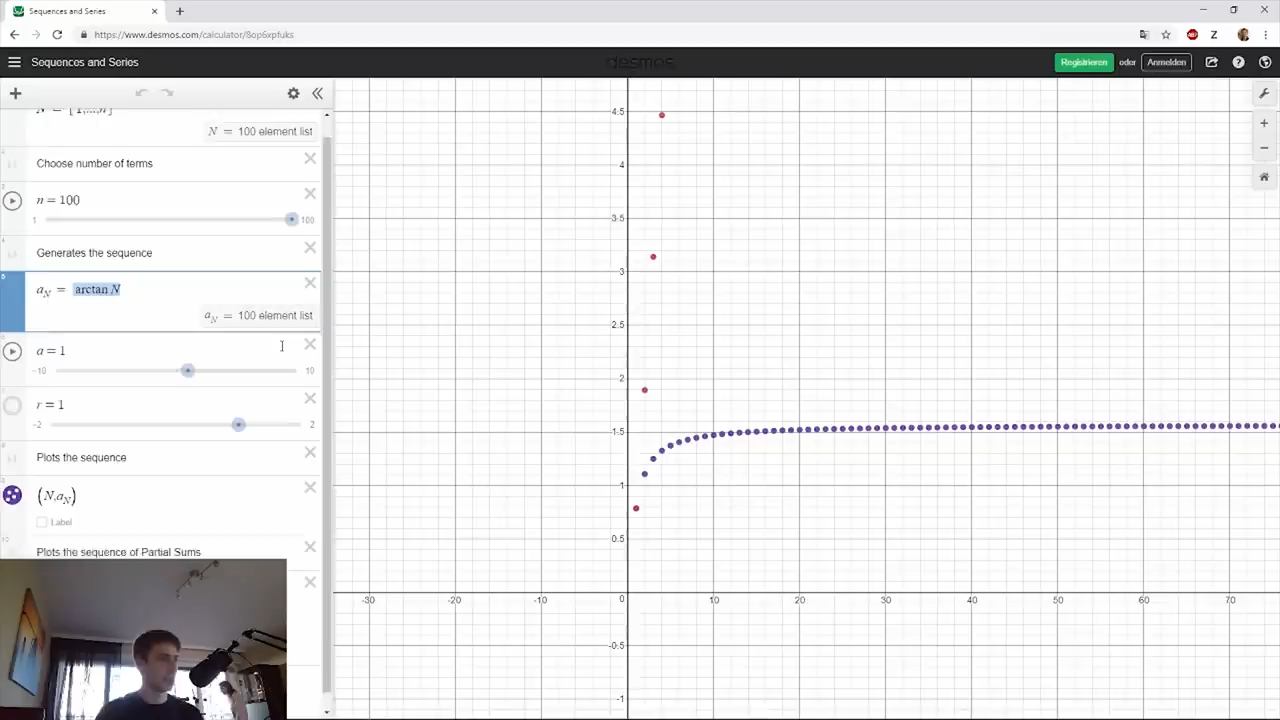 Sequences and Series
https://www.desmos.com/calculator/8op6xpfuks
Sequences and Series
desmos
Registrieren oder Anmelden
N = [1,...,n]
N = 100 element list
Choose number of terms
n = 100
1 100
Generates the sequence
a_N = arctan N
a_N = 100 element list
a = 1
-10 10
r = 1
-2 2
Plots the sequence
(N,a_N)
Label
Plots the sequence of Partial Sums
4.5
4
3.5
3
2.5
2
1.5
1
0.5
-30 -20 -10 0 10 20 30 40 50 60 70
-0.5
-1